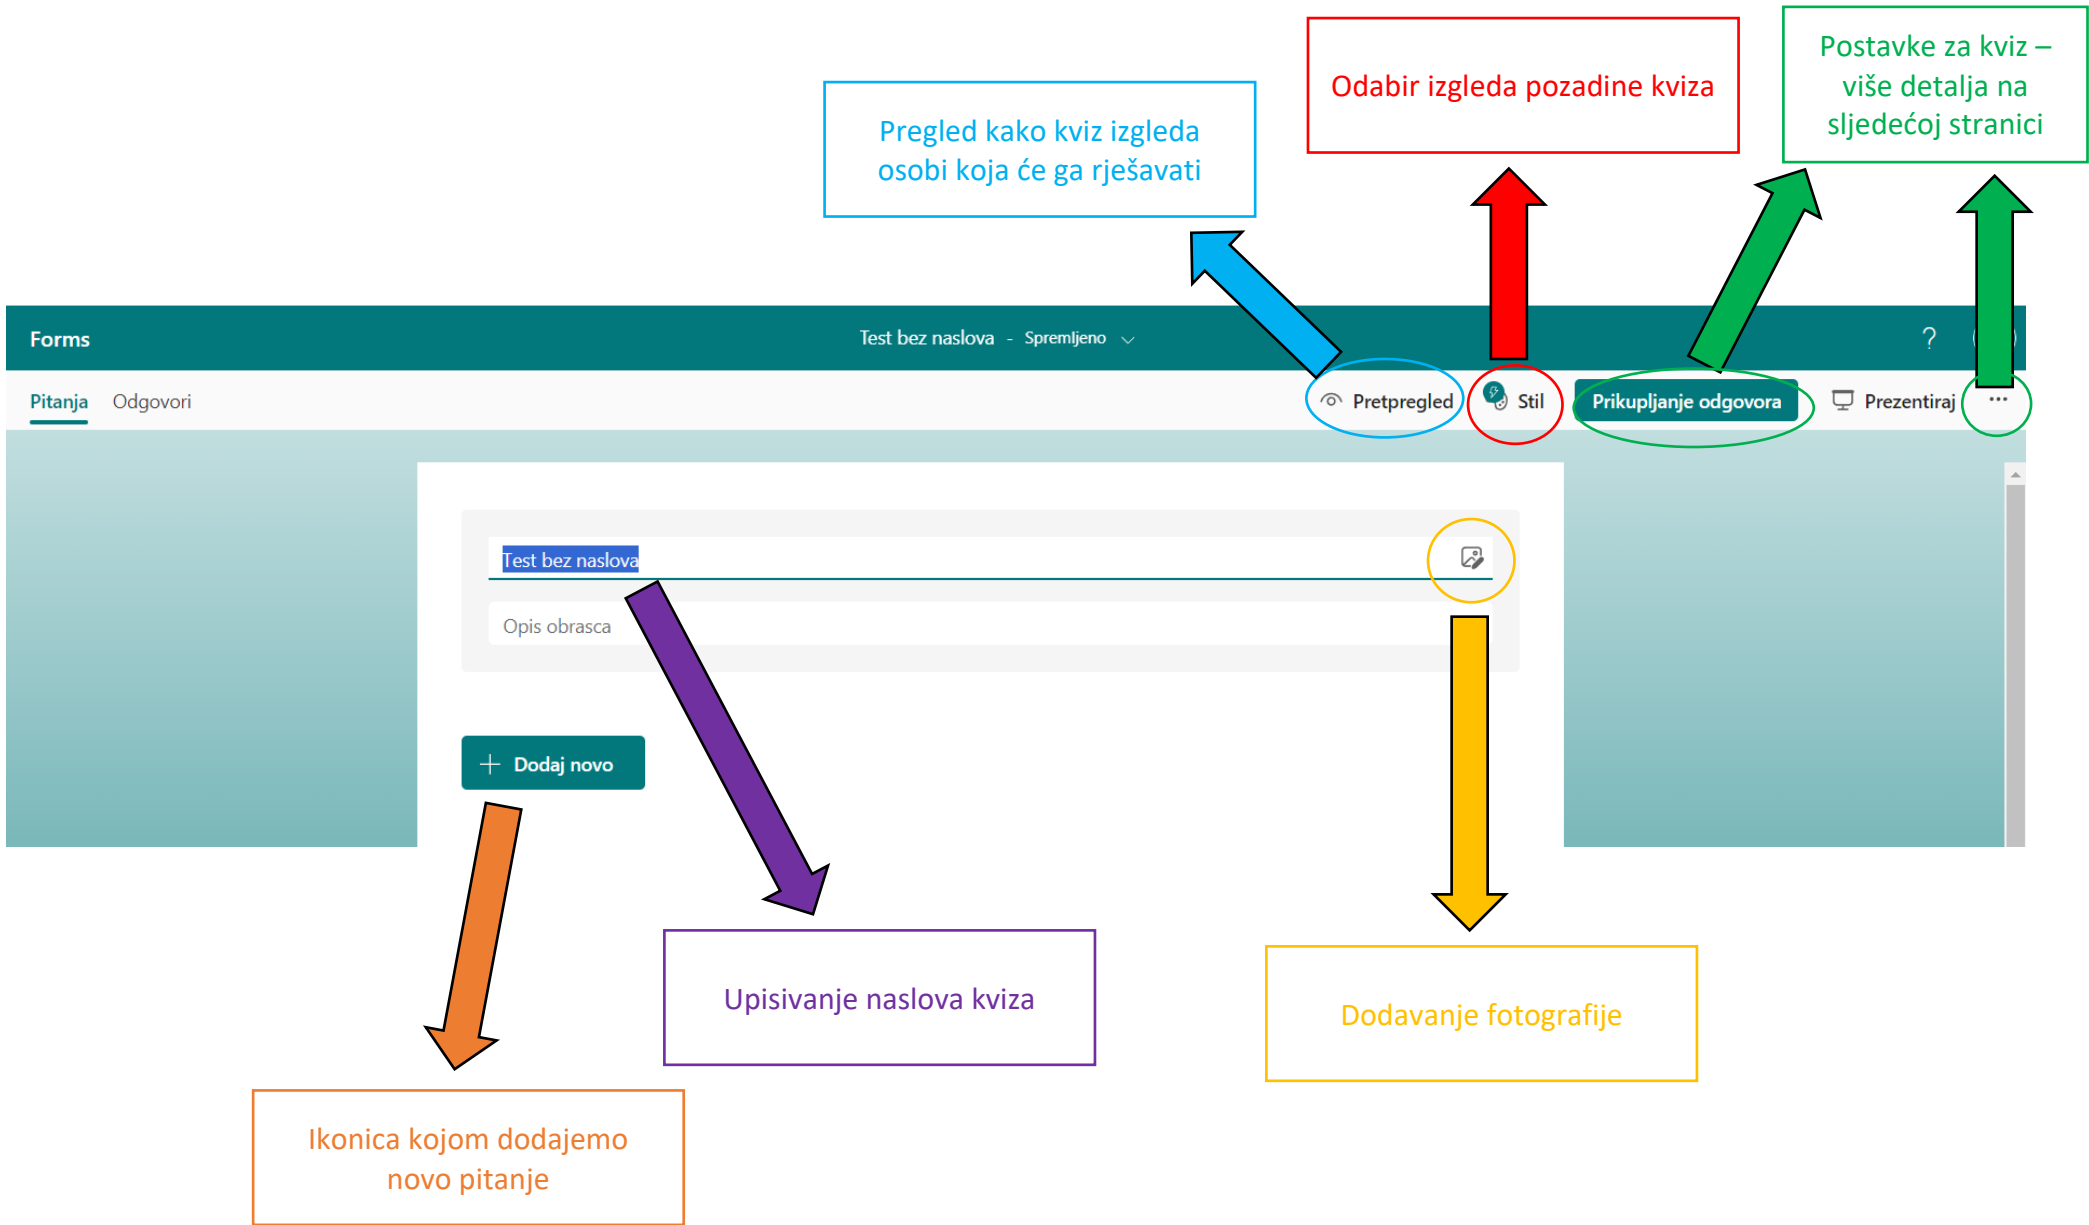 Postavke za kviz –
više detalja na
sljedećoj stranici
Odabir izgleda pozadine kviza
Pregled kako kviz izgleda
osobi koja će ga rješavati
Forms
Test bez naslova - Spremljeno
?
Pitanja Odgovori
Pretpregled
Stil
Prikupljanje odgovora
Prezentiraj
...
Test bez naslova
Opis obrasca
+ Dodaj novo
Upisivanje naslova kviza
Dodavanje fotografije
Ikonica kojom dodajemo
novo pitanje